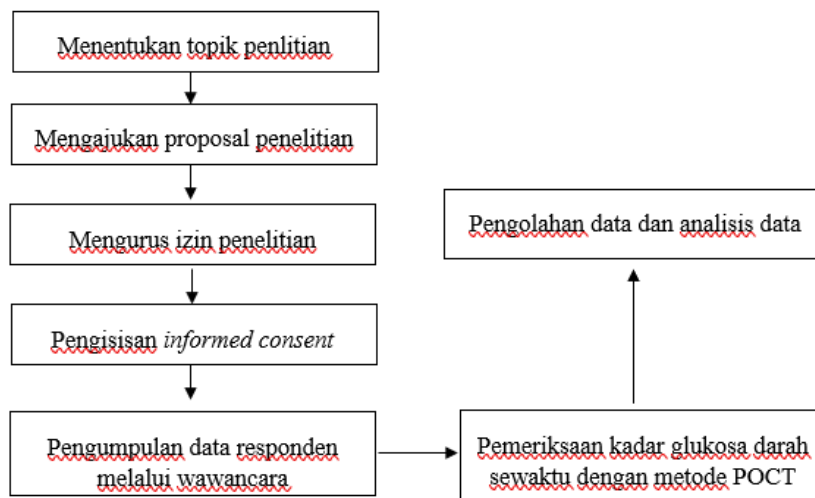 Menentukan topik penlitian
Mengajukan proposal penelitian
Mengurus izin penelitian
Pengisisan informed consent
Pengumpulan data responden
melalui wawancara
Pemeriksaan kadar glukosa darah
sewaktu dengan metode POCT
Pengolahan data dan analisis data